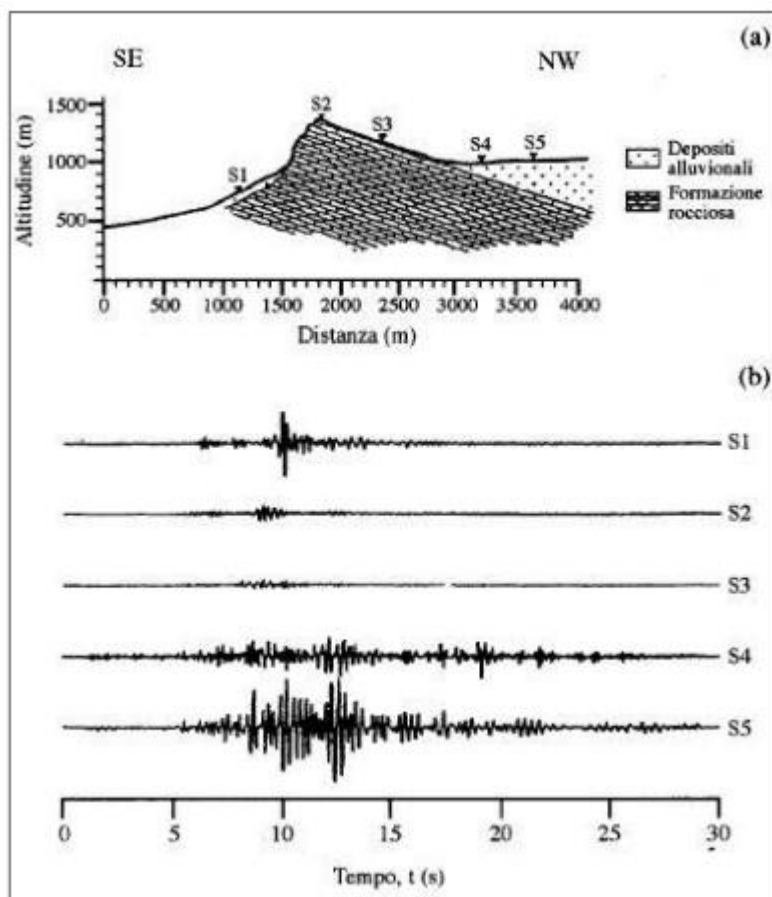 (a)
SE
NW
1500
1000
500
Altitudine (m)
S1
S2
S3
S4
S5
Depositi
alluvionali
Formazione
rocciosa
0
500
1000
1500
2000
2500
3000
3500
4000
Distanza (m)
(b)
S1
S2
S3
S4
S5
0
5
10
15
20
25
30
Tempo, t (s)